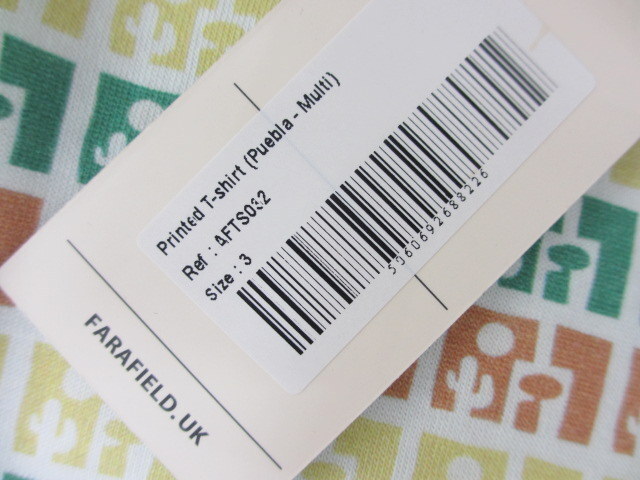 Printed T-shirt (Puebla - Multi)
Ref : AFTS032
Size : 3
5060692688226
FARAFIELD.UK